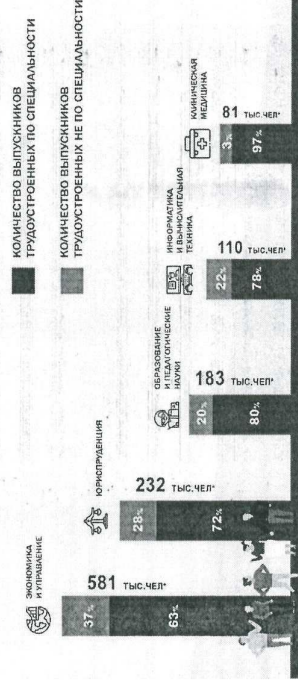 КОЛИЧЕСТВО ВЫПУСКНИКОВ
ТРУДОУСТРОЕННЫХ ПО СПЕЦИАЛЬНОСТИ
КОЛИЧЕСТВО ВЫПУСКНИКОВ
ТРУДОУСТРОЕННЫХ НЕ ПО СПЕЦИАЛЬНОСТИ
ЭКОНОМИКА
И УПРАВЛЕНИЕ
581 ТЫС.ЧЕЛ*
37%
63%
ЮРИСПРУДЕНЦИЯ
232 ТЫС.ЧЕЛ*
28%
72%
ОБРАЗОВАНИЕ
И ПЕДАГОГИЧЕСКИЕ
НАУКИ
183 ТЫС.ЧЕЛ*
20%
80%
ИНФОРМАТИКА
И ВЫЧИСЛИТЕЛЬНАЯ
ТЕХНИКА
110 ТЫС.ЧЕЛ*
22%
78%
КЛИНИЧЕСКАЯ
МЕДИЦИНА
81 ТЫС.ЧЕЛ*
3%
97%